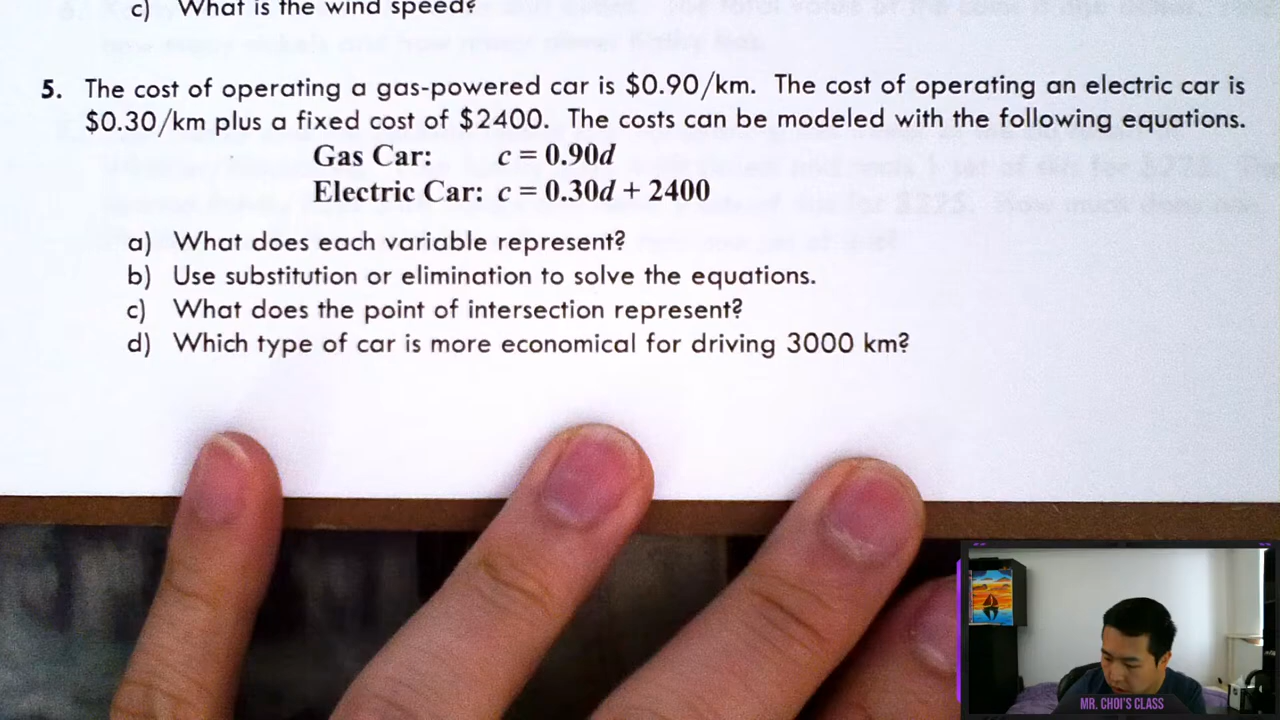 c) What is the wind speed?
5. The cost of operating a gas-powered car is $0.90/km. The cost of operating an electric car is
$0.30/km plus a fixed cost of $2400. The costs can be modeled with the following equations.
Gas Car: c = 0.90d
Electric Car: c = 0.30d + 2400
a) What does each variable represent?
b) Use substitution or elimination to solve the equations.
c) What does the point of intersection represent?
d) Which type of car is more economical for driving 3000 km?
MR. CHOI'S CLASS